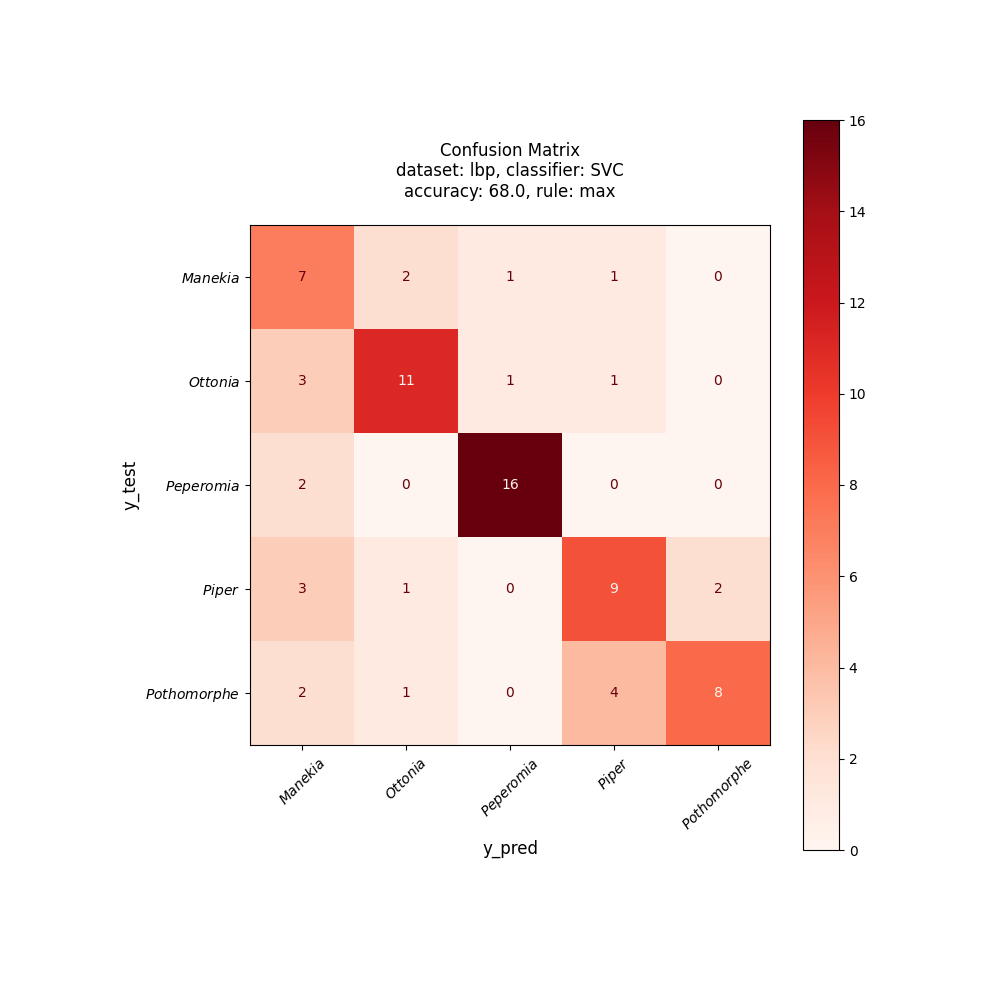 Confusion Matrix
dataset: lbp, classifier: SVC
accuracy: 68.0, rule: max
y_test
Manekia 7 2 1 1 0
Ottonia 3 11 1 1 0
Peperomia 2 0 16 0 0
Piper 3 1 0 9 2
Pothomorphe 2 1 0 4 8
Manekia Ottonia Peperomia Piper Pothomorphe
y_pred
16
14
12
10
8
6
4
2
0